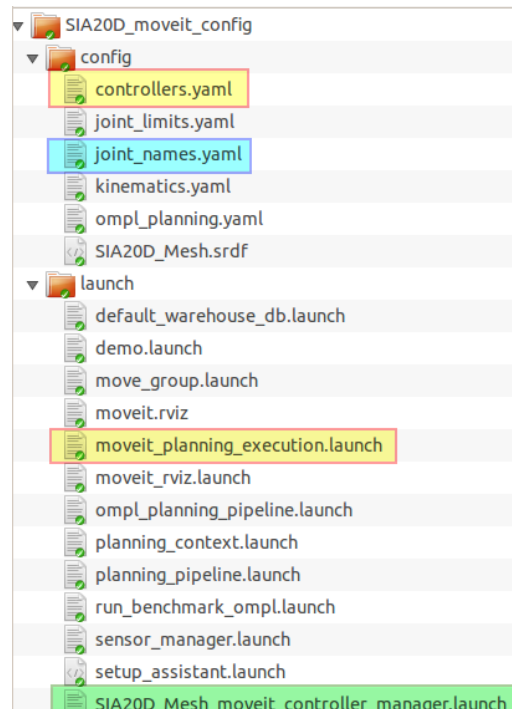 SIA20D_moveit_config
config
controllers.yaml
joint_limits.yaml
joint_names.yaml
kinematics.yaml
ompl_planning.yaml
SIA20D_Mesh.srdf
launch
default_warehouse_db.launch
demo.launch
move_group.launch
moveit.rviz
moveit_planning_execution.launch
moveit_rviz.launch
ompl_planning_pipeline.launch
planning_context.launch
planning_pipeline.launch
run_benchmark_ompl.launch
sensor_manager.launch
setup_assistant.launch
SIA20D_Mesh_moveit_controller_manager.launch